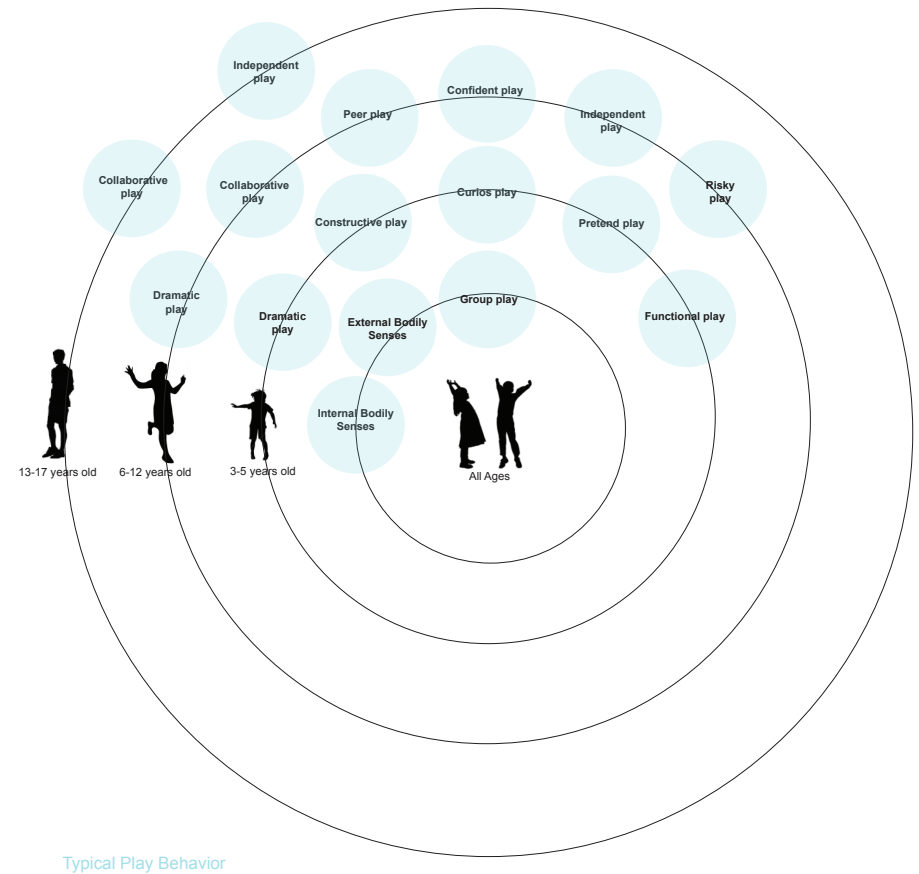 Independent
play
Confident play
Peer play
Independent
play
Collaborative
play
Collaborative
play
Curios play
Risky
play
Constructive play
Pretend play
Dramatic
play
Group play
Dramatic
play
External Bodily
Senses
Functional play
Internal Bodily
Senses
13-17 years old
6-12 years old
3-5 years old
All Ages
Typical Play Behavior